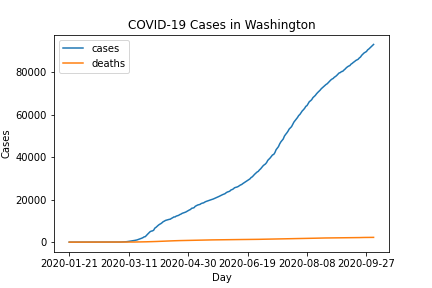 COVID-19 Cases in Washington
cases
deaths
80000
60000
40000
20000
0
Cases
2020-01-21 2020-03-11 2020-04-30 2020-06-19 2020-08-08 2020-09-27
Day